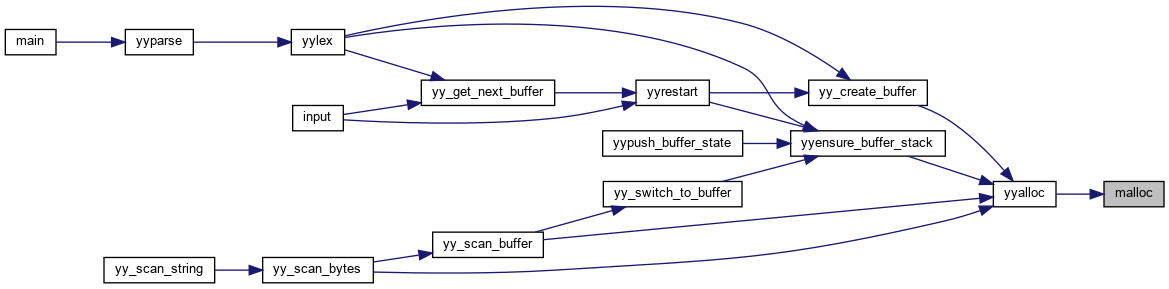 main
yyparse
yylex
yy_get_next_buffer
input
yyrestart
yy_create_buffer
yypush_buffer_state
yyensure_buffer_stack
yy_switch_to_buffer
yyalloc
malloc
yy_scan_buffer
yy_scan_string
yy_scan_bytes